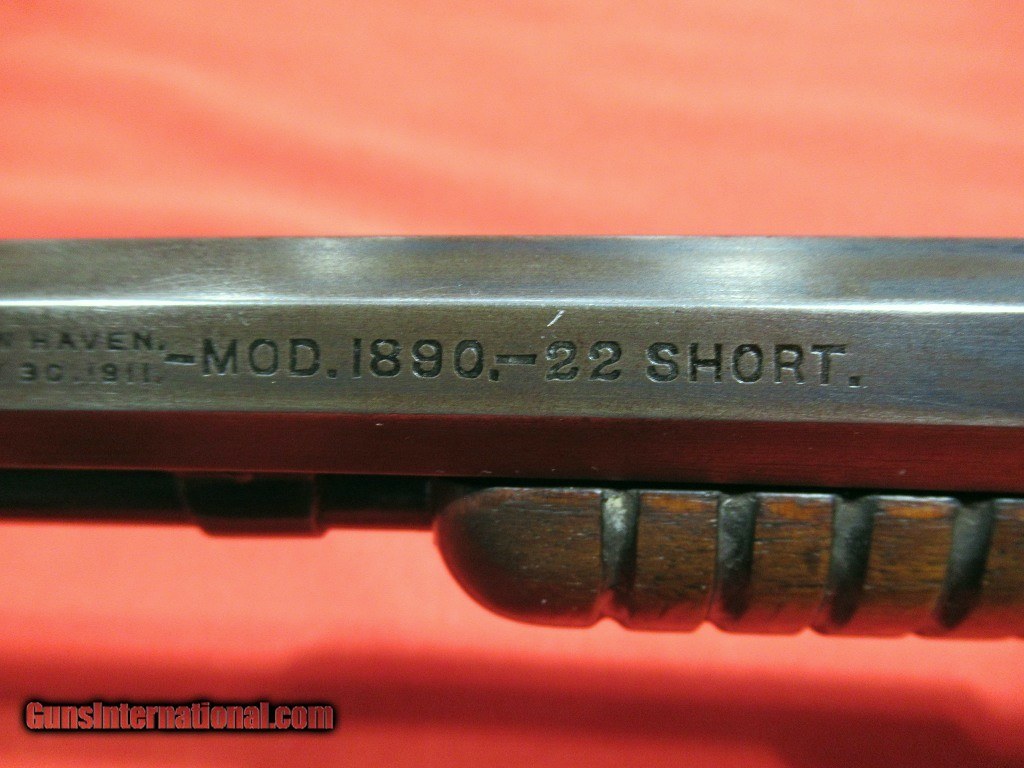 HAVEN.
30.1911.
-MOD.1890.-22 SHORT.
GunsInternational.com